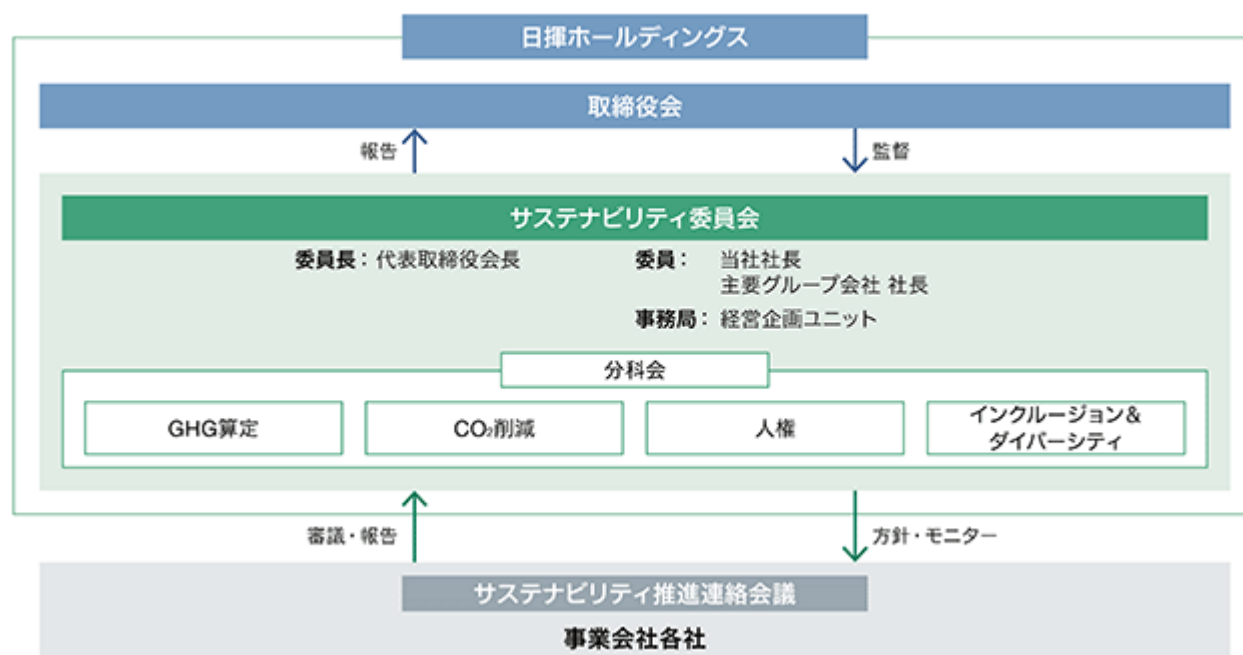 日揮ホールディングス
取締役会
報告
監督
サステナビリティ委員会
委員長：代表取締役会長
委員： 当社社長
主要グループ会社 社長
事務局：経営企画ユニット
分科会
GHG算定
CO₂削減
人権
インクルージョン&
ダイバーシティ
審議・報告
方針・モニター
サステナビリティ推進連絡会議
事業会社各社